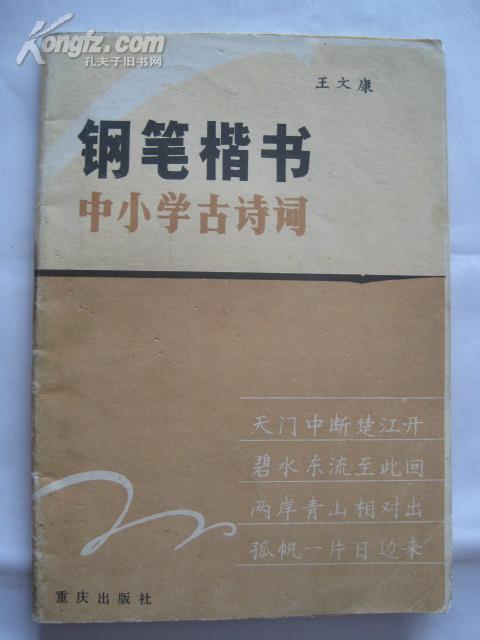 Kongfz.com
孔夫子旧书网
王文康
钢笔楷书
中小学古诗词
天门中断楚江开
碧水东流至此回
两岸青山相对出
孤帆一片日边来
重庆出版社